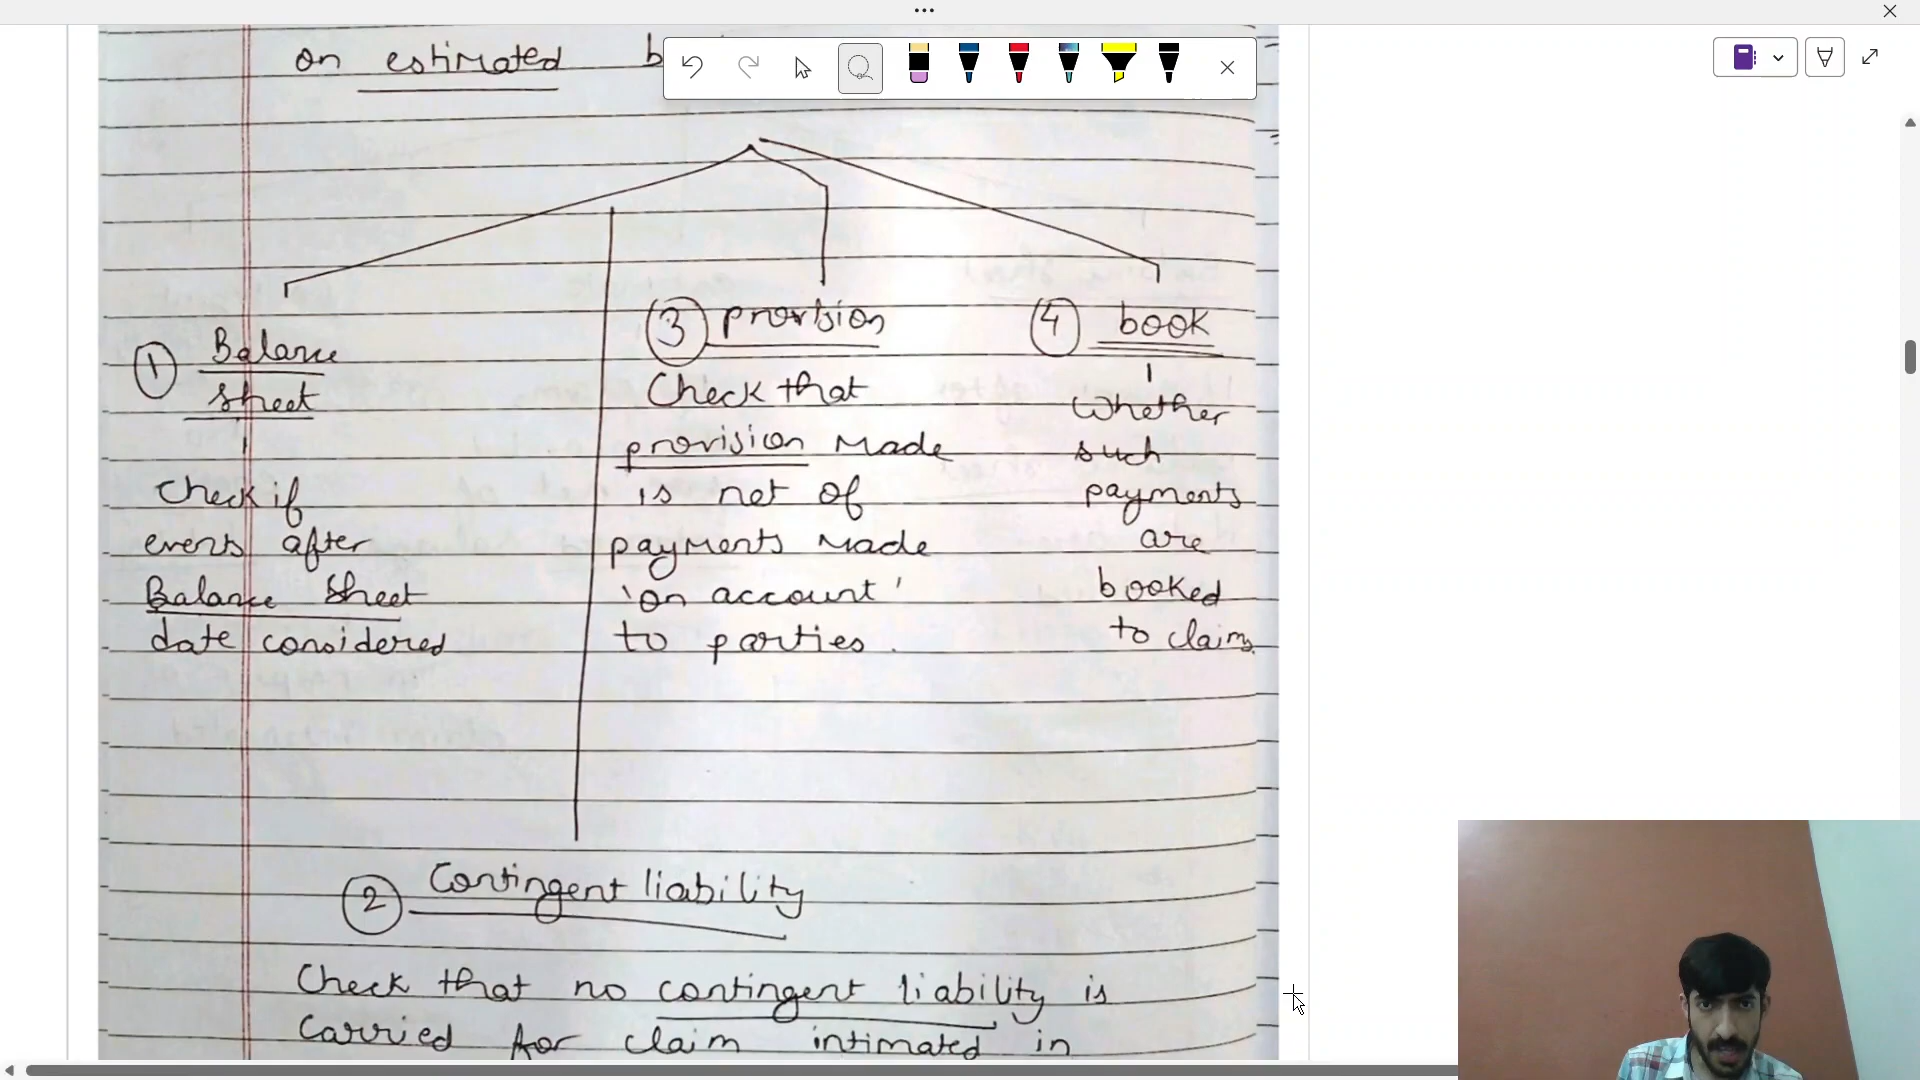 on estimated b
1 Balance
sheet
Check if
events after
Balance Sheet
date considered
3 provision
Check that
provision Made
is net of
payments Made
'on account'
to parties.
4 book
Whether
such
payments
are
booked
to claims.
2 Contingent liability
Check that no contingent liability is
carried for claim intimated in